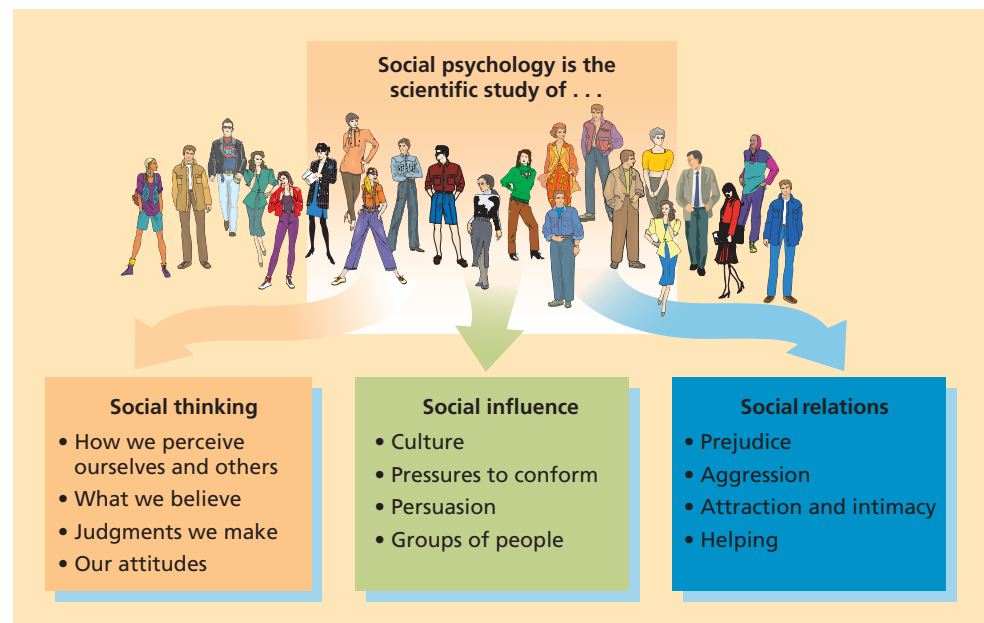 Social psychology is the
scientific study of . . .
Social thinking
• How we perceive
ourselves and others
• What we believe
• Judgments we make
• Our attitudes
Social influence
• Culture
• Pressures to conform
• Persuasion
• Groups of people
Social relations
• Prejudice
• Aggression
• Attraction and intimacy
• Helping